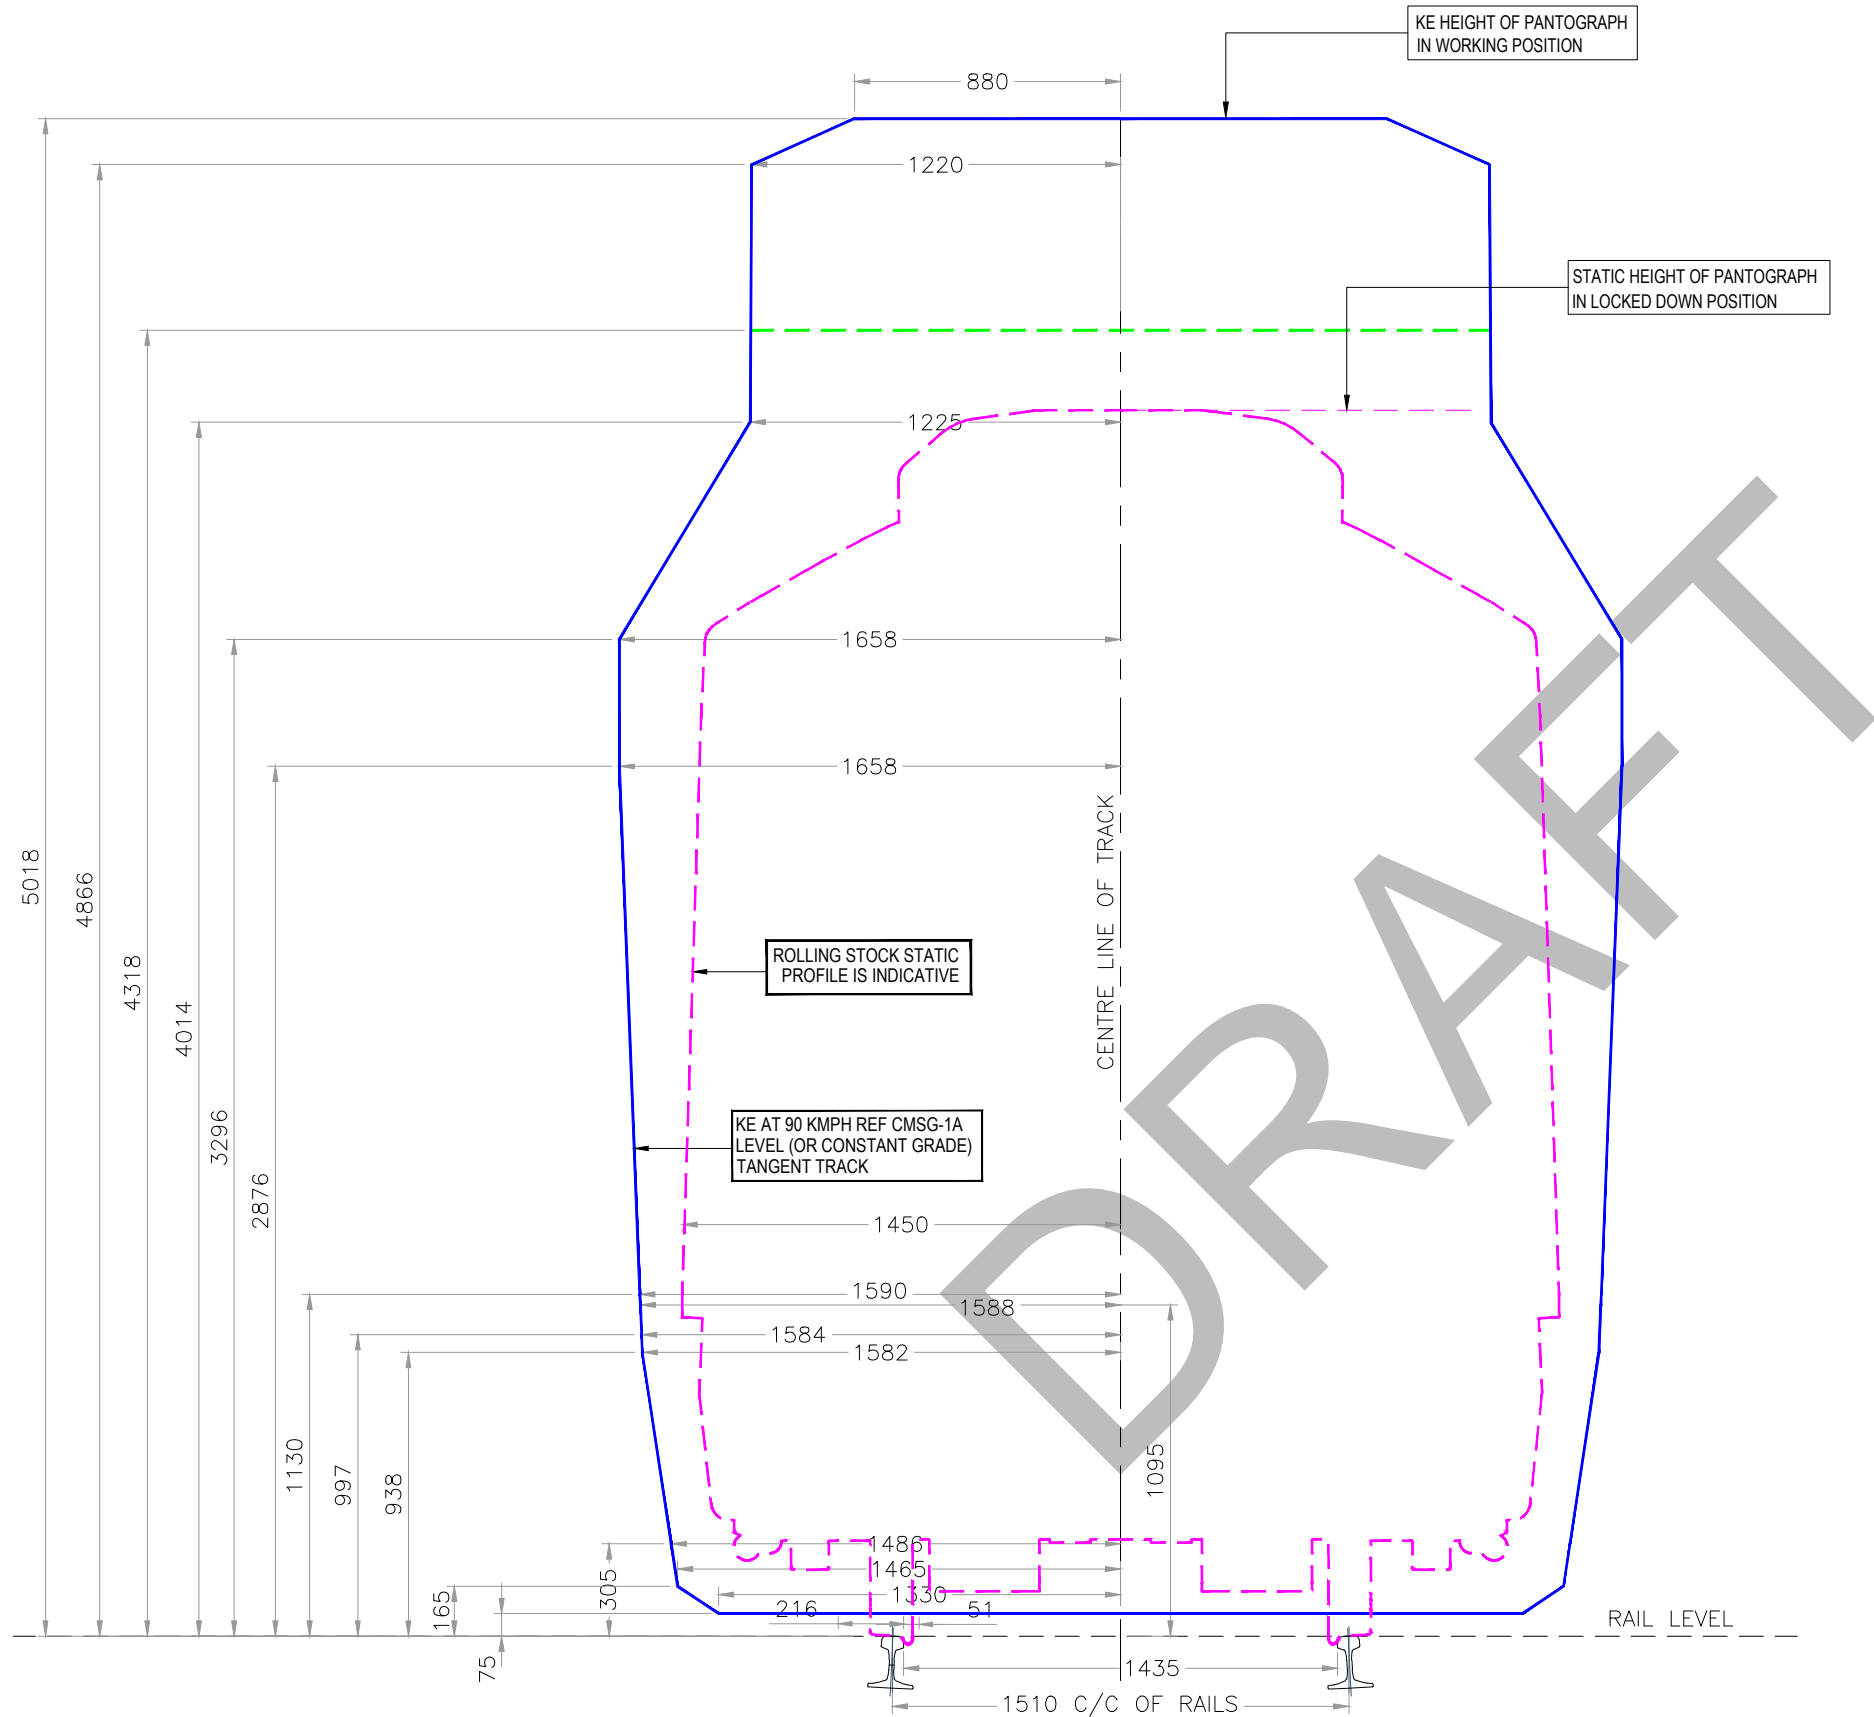 KE HEIGHT OF PANTOGRAPH
IN WORKING POSITION
880
1220
STATIC HEIGHT OF PANTOGRAPH
IN LOCKED DOWN POSITION
1225
1658
1658
5018
4866
4318
4014
3296
2876
1130
997
938
305
165
75
CENTRE LINE OF TRACK
ROLLING STOCK STATIC
PROFILE IS INDICATIVE
KE AT 90 KMPH REF CMSG-1A
LEVEL (OR CONSTANT GRADE)
TANGENT TRACK
1450
1590
1588
1584
1582
1095
1486
1465
1330
216
51
RAIL LEVEL
1435
1510 C/C OF RAILS
DRAFT